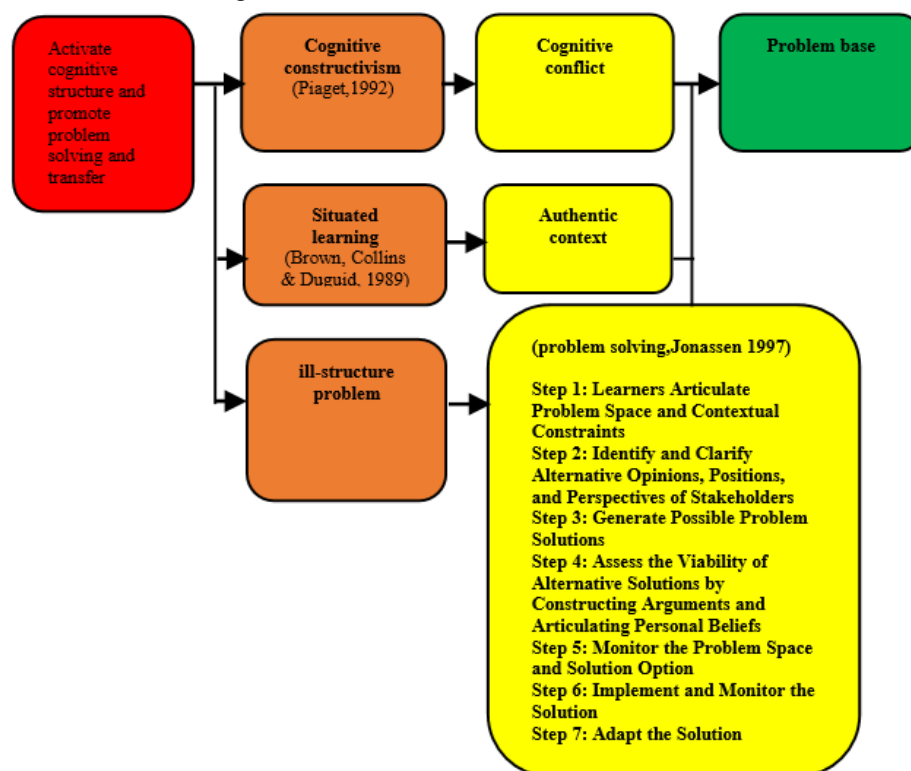 Activate
cognitive
structure and
promote
problem
solving and
transfer
Cognitive
constructivism
(Piaget,1992)
Cognitive
conflict
Problem base
Situated
learning
(Brown, Collins
& Duguid, 1989)
Authentic
context
ill-structure
problem
(problem solving,Jonassen 1997)
Step 1: Learners Articulate
Problem Space and Contextual
Constraints
Step 2: Identify and Clarify
Alternative Opinions, Positions,
and Perspectives of Stakeholders
Step 3: Generate Possible Problem
Solutions
Step 4: Assess the Viability of
Alternative Solutions by
Constructing Arguments and
Articulating Personal Beliefs
Step 5: Monitor the Problem Space
and Solution Option
Step 6: Implement and Monitor the
Solution
Step 7: Adapt the Solution